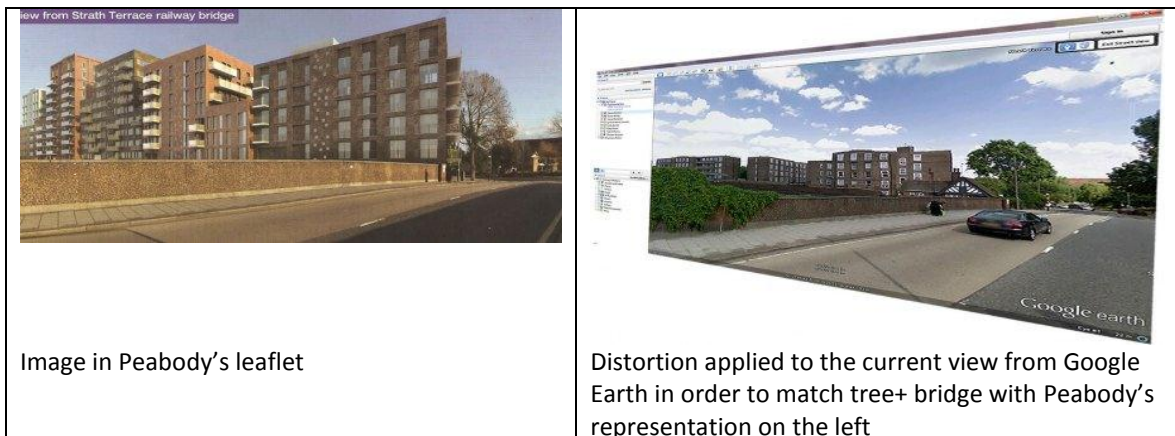 iew from Strath Terrace railway bridge
Sign in
Exit Street View
Google earth
Image in Peabody’s leaflet
Distortion applied to the current view from Google
Earth in order to match tree+ bridge with Peabody’s
representation on the left